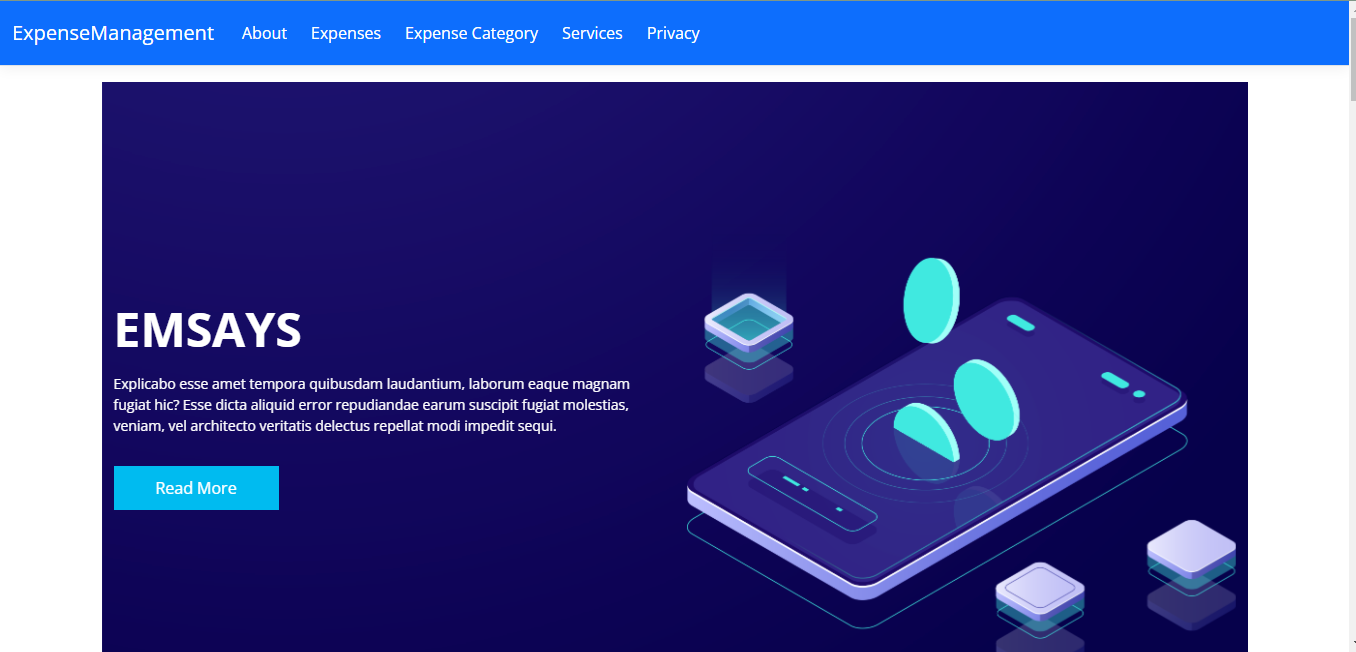 ExpenseManagement About Expenses Expense Category Services Privacy
EMSAYS
Explicabo esse amet tempora quibusdam laudantium, laborum eaque magnam
fugiat hic? Esse dicta aliquid error repudiandae earum suscipit fugiat molestias,
veniam, vel architecto veritatis delectus repellat modi impedit sequi.
Read More